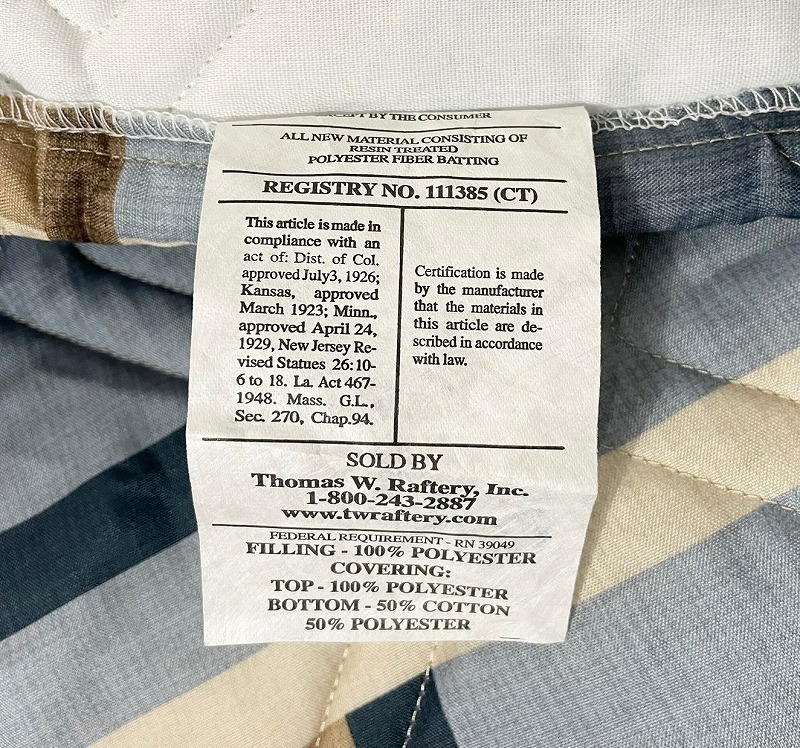 BY THE CONSUMER
ALL NEW MATERIAL CONSISTING OF
RESIN TREATED
POLYESTER FIBER BATTING
REGISTRY NO. 111385 (CT)
This article is made in
compliance with an
act of: Dist. of Col.
approved July3, 1926;
Kansas, approved
March 1923; Minn.,
approved April 24,
1929, New Jersey Re-
vised Statues 26:10-
6 to 18. La. Act 467-
1948. Mass. G.L.,
Sec. 270, Chap.94.
Certification is made
by the manufacturer
that the materials in
this article are de-
scribed in accordance
with law.
SOLD BY
Thomas W. Raftery, Inc.
1-800-243-2887
www.twraftery.com
FEDERAL REQUIREMENT - RN 39049
FILLING - 100% POLYESTER
COVERING:
TOP - 100% POLYESTER
BOTTOM - 50% COTTON
50% POLYESTER